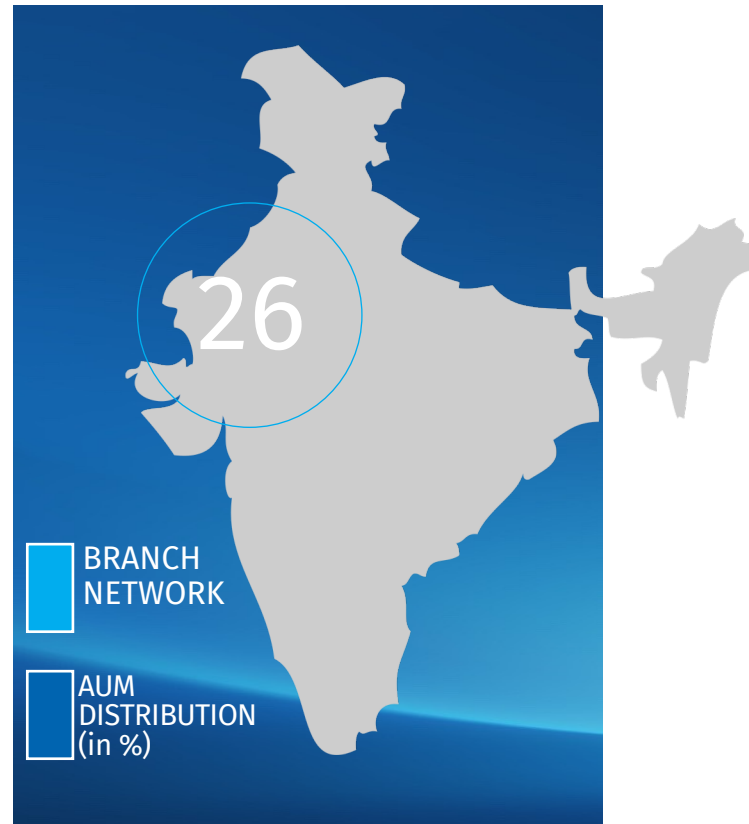 26
BRANCH
NETWORK
AUM
DISTRIBUTION
(in %)